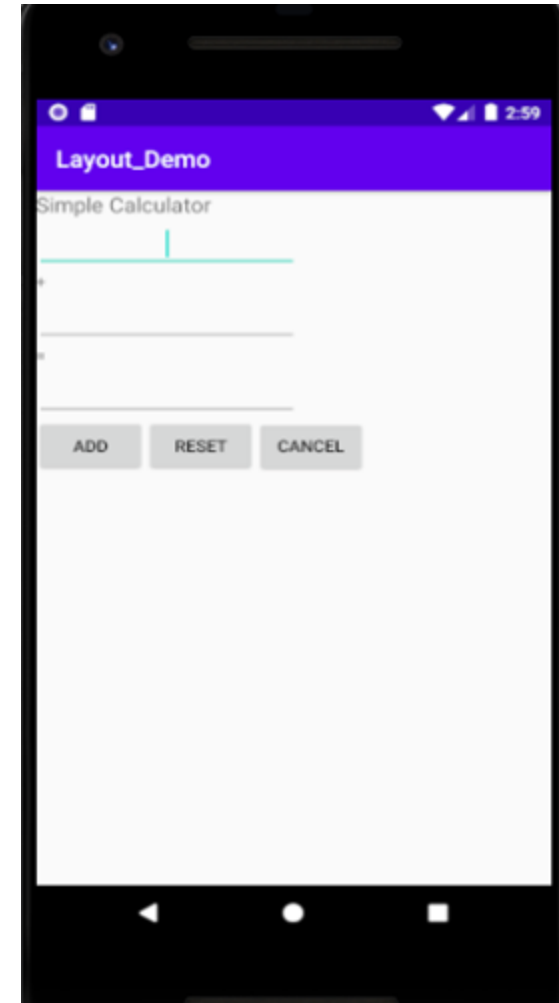 2:59
Layout_Demo
Simple Calculator
+
=
ADD RESET CANCEL